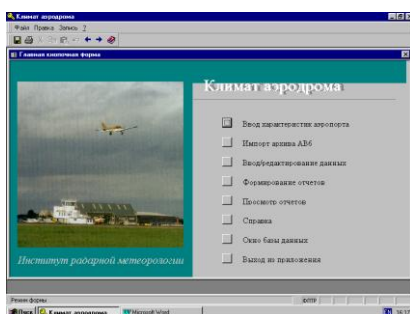 Климат аэродрома
Файл Правка Запись ?
Главная кнопочная форма
Климат аэродрома
Ввод характеристик аэропорта
Импорт архива АВ6
Ввод/редактирование данных
Формирование отчетов
Просмотр отчетов
Справка
Окно базы данных
Выход из приложения
Институт радарной метеорологии
Режим формы
Пуск Климат аэродрома Microsoft Word